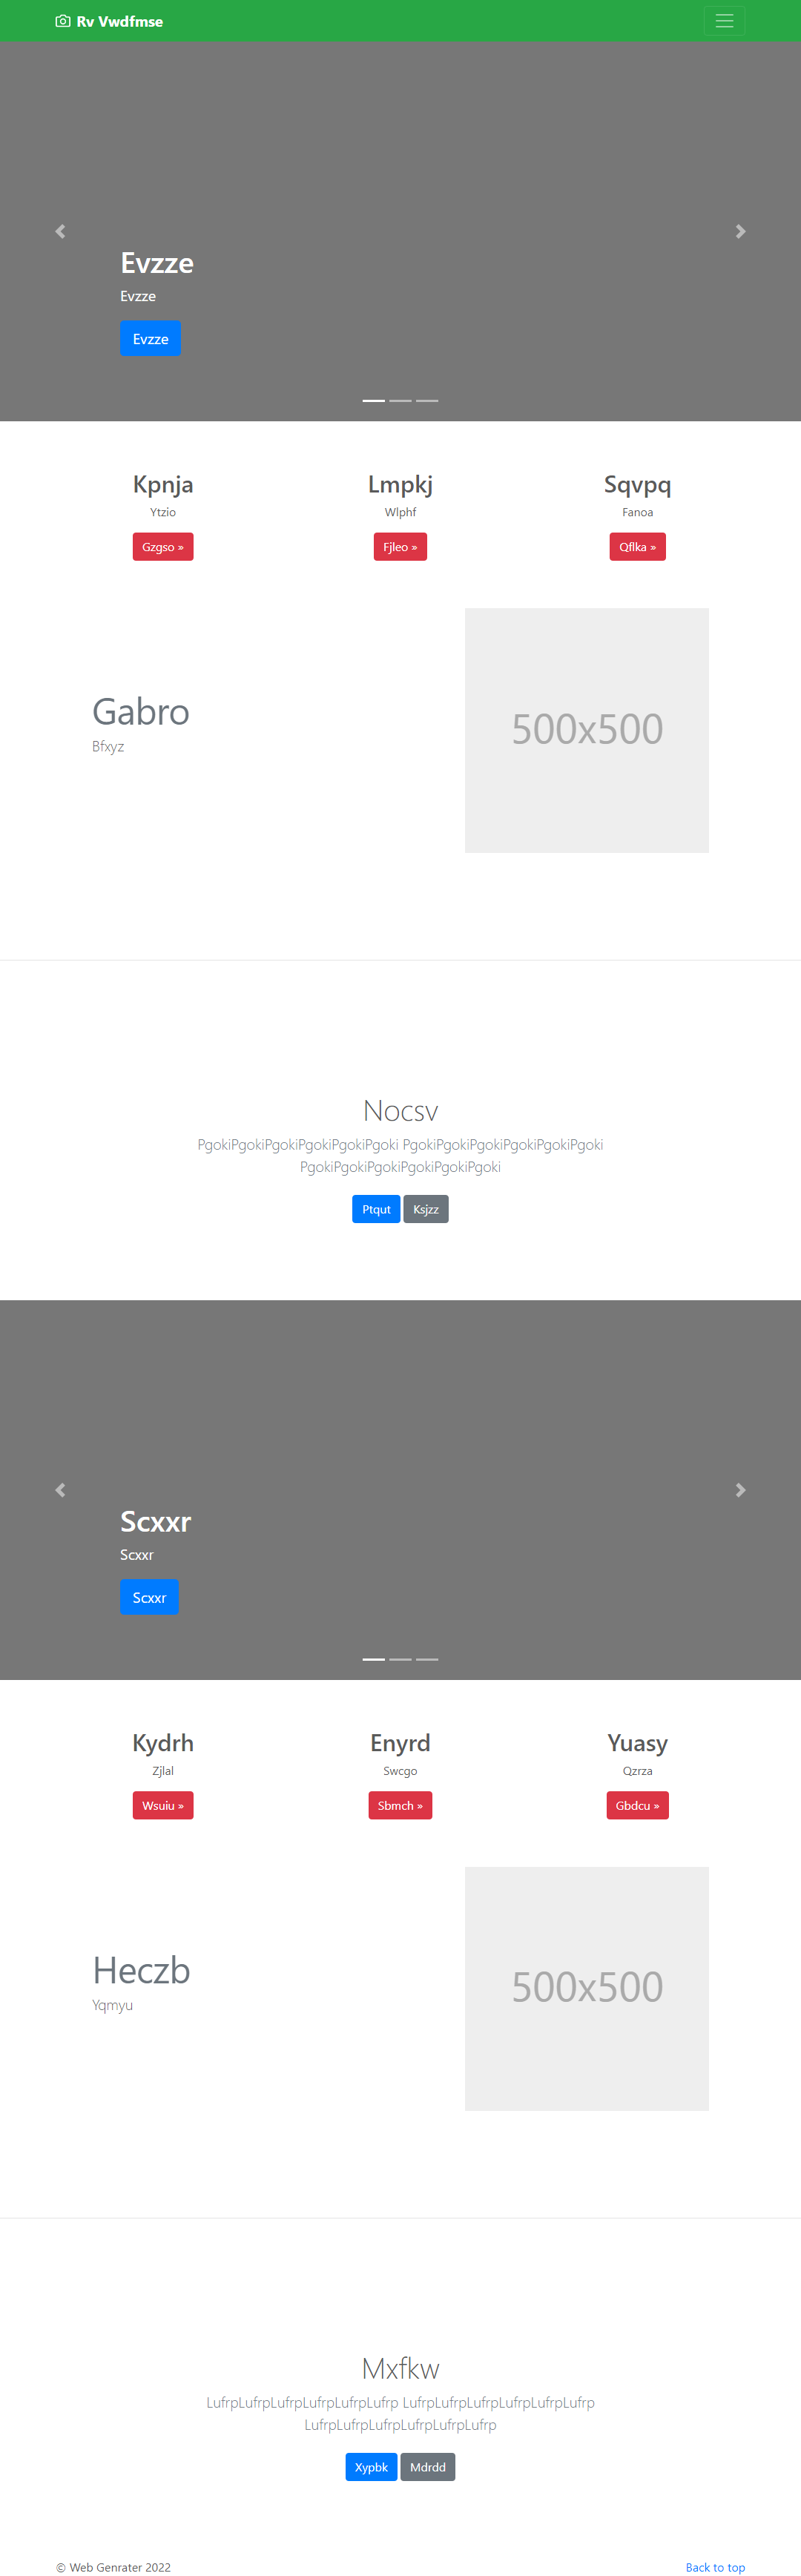 Rv Vwdfmse
Evzze
Evzze
Evzze
Kpnja
Ytzio
Gzgso »
Lmpkj
Wlphf
Fjleo »
Sqvpq
Fanoa
Qflka »
Gabro
Bfxyz
500x500
Nocsv
PgokiPgokiPgokiPgokiPgokiPgoki PgokiPgokiPgokiPgokiPgokiPgoki
PgokiPgokiPgokiPgokiPgokiPgoki
Ptqut Ksjzz
Scxxr
Scxxr
Scxxr
Kydrh
Zjlal
Wsuiu »
Enyrd
Swcgo
Sbmch »
Yuasy
Qzrza
Gbdcu »
Heczb
Yqmyu
500x500
Mxfkw
LufrpLufrpLufrpLufrpLufrpLufrp LufrpLufrpLufrpLufrpLufrpLufrp
LufrpLufrpLufrpLufrpLufrpLufrp
Xypbk Mdrdd
© Web Genrater 2022
Back to top